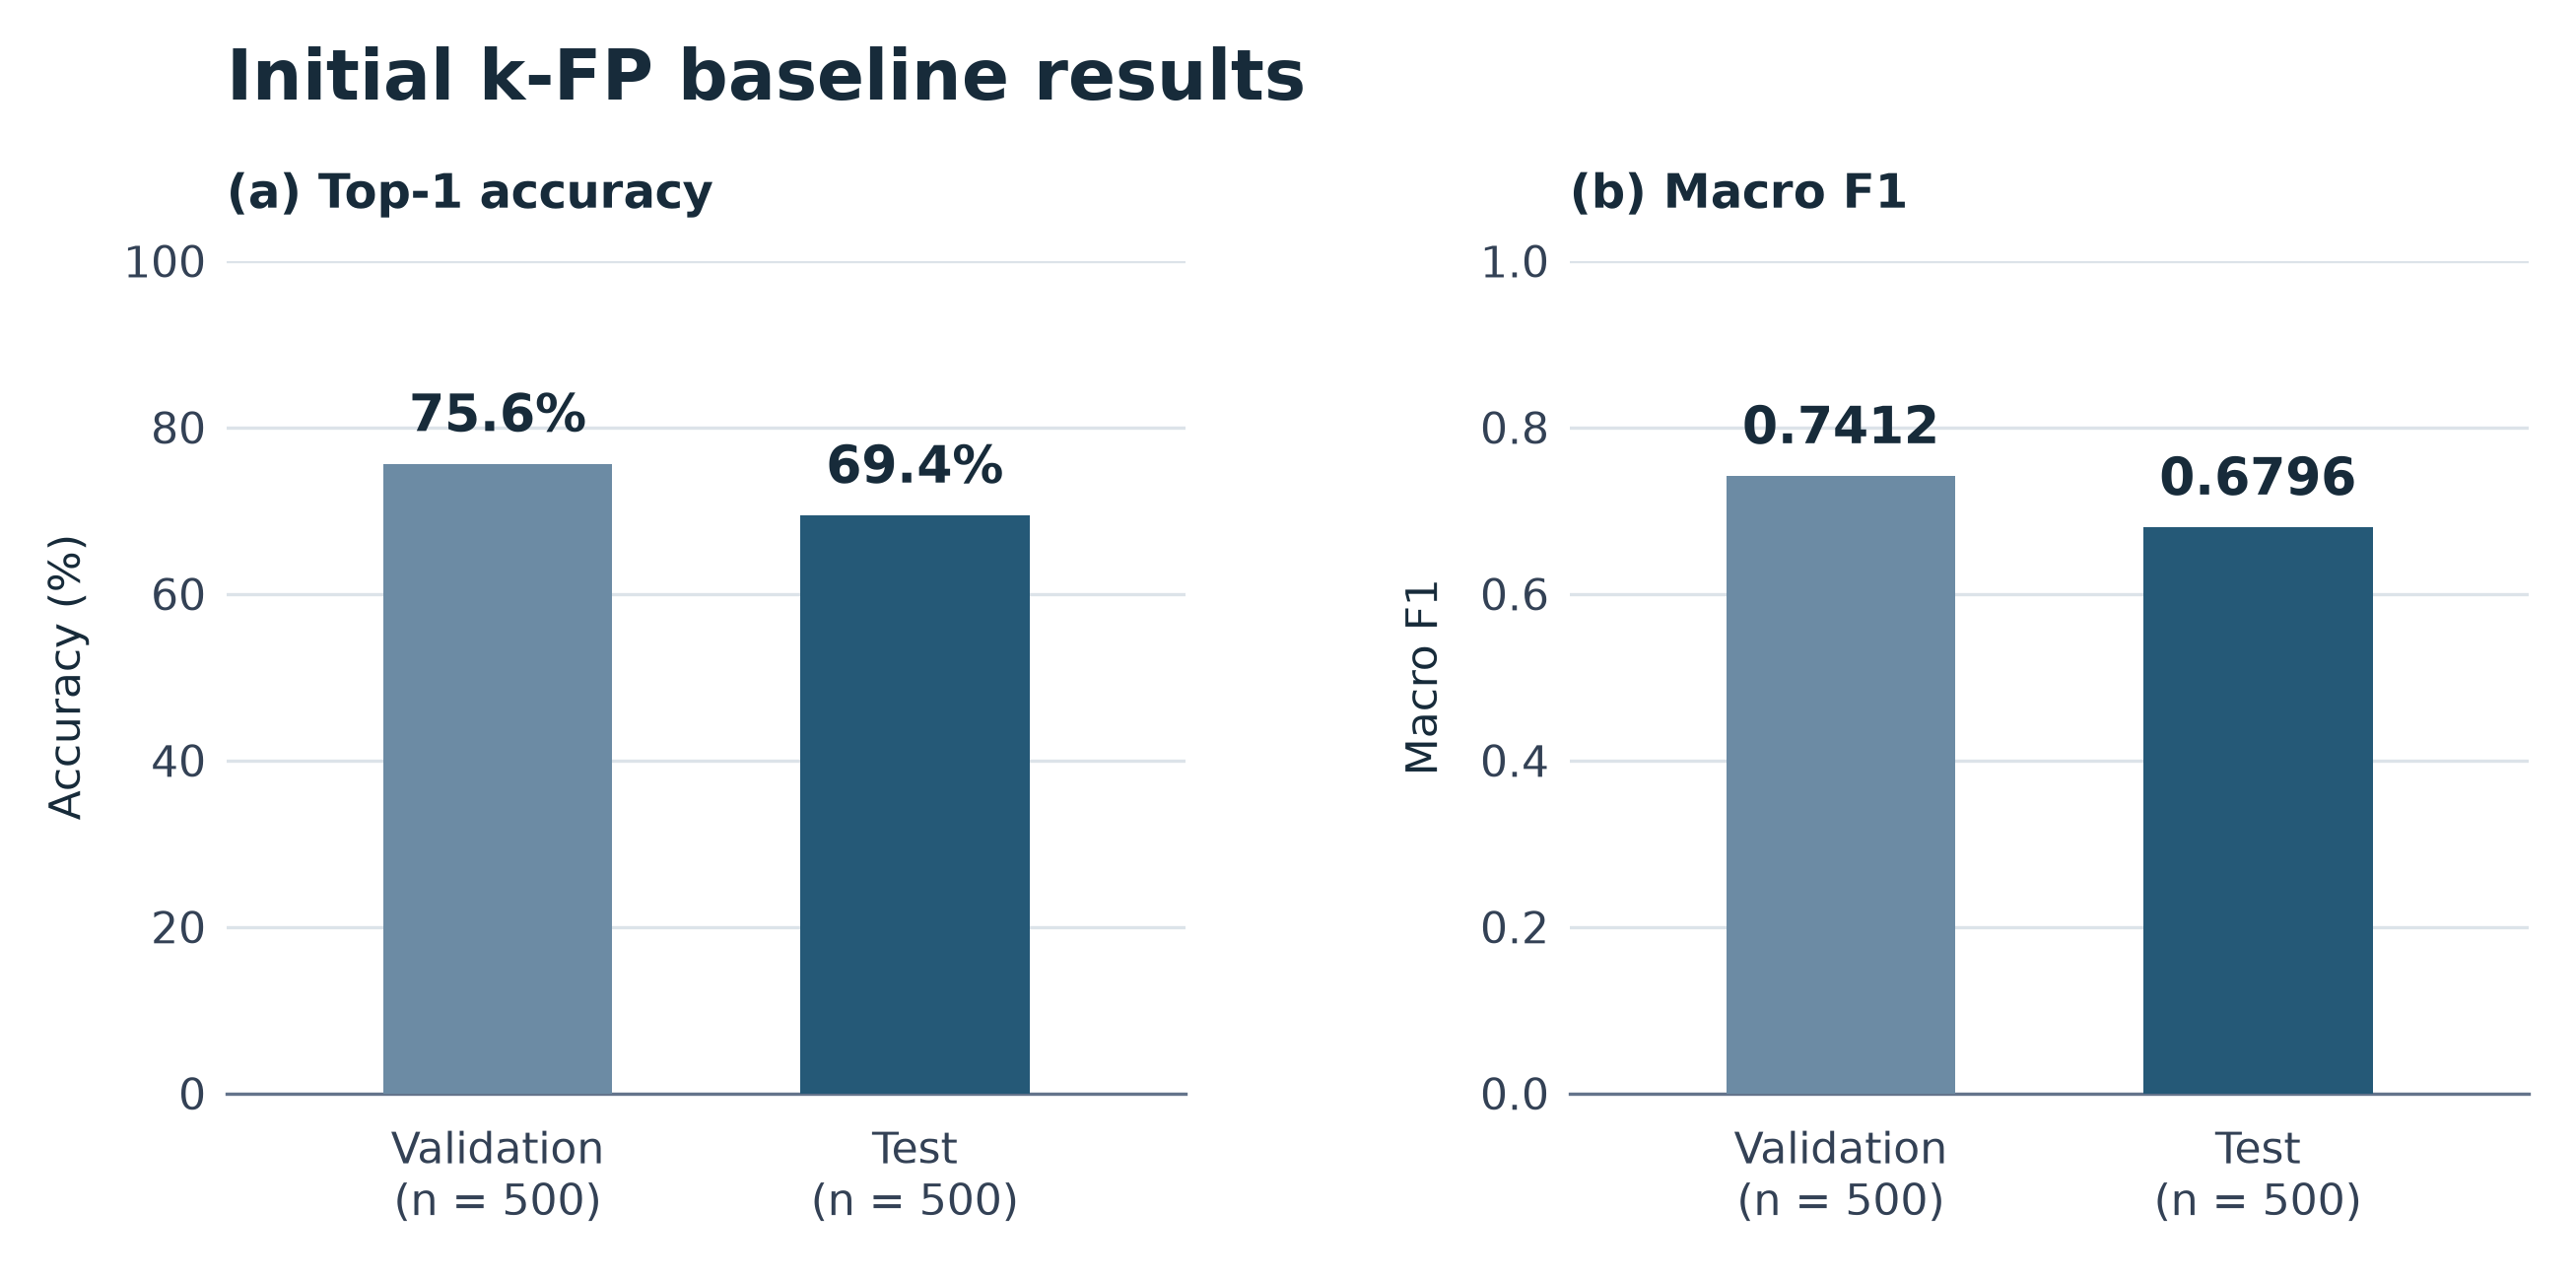 Initial k-FP baseline results
(a) Top-1 accuracy
100
80
60
40
20
0
Accuracy (%)
75.6%
69.4%
Validation
(n = 500)
Test
(n = 500)
(b) Macro F1
1.0
0.8
0.6
0.4
0.2
0.0
Macro F1
0.7412
0.6796
Validation
(n = 500)
Test
(n = 500)